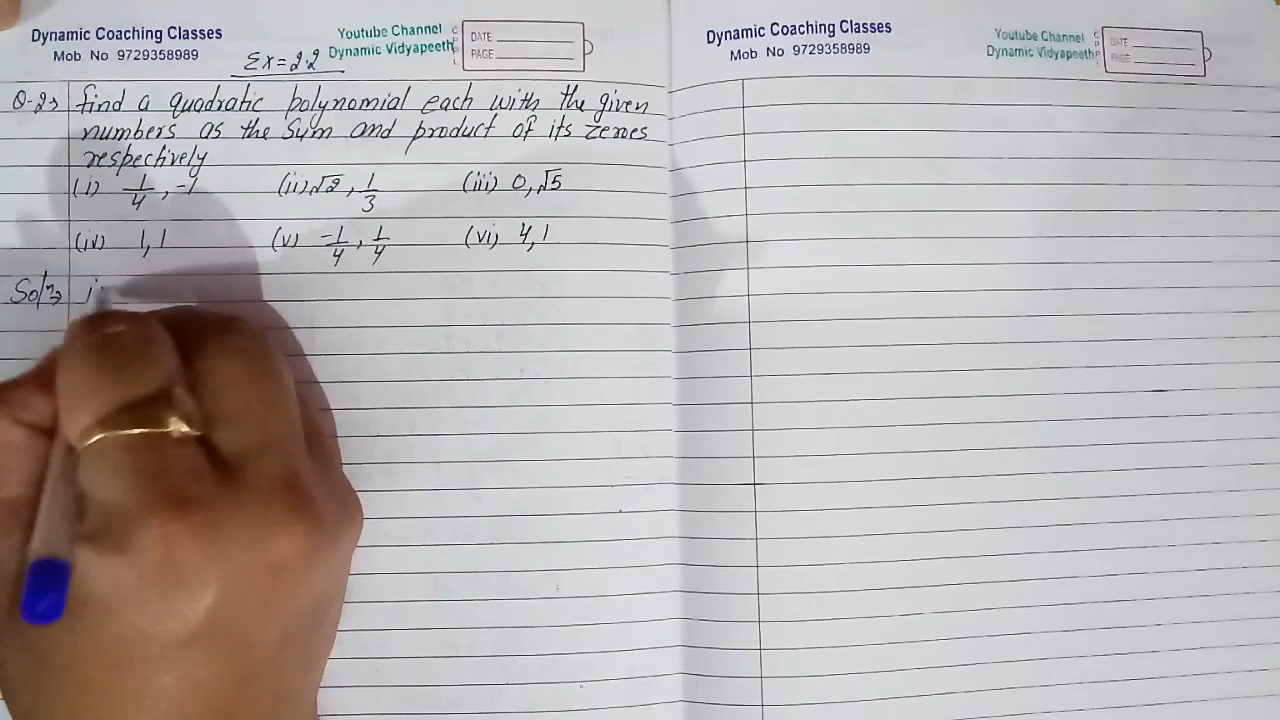 Dynamic Coaching Classes
Mob No 9729358989
Youtube Channel
Dynamic Vidyapeeth
DATE
PAGE
Ex=2.2
Q-2⇒ find a quadratic polynomial each with the given
numbers as the sum and product of its zeroes
respectively
(i) 1/4, -1 (ii) √2, 1/3 (iii) 0, √5
(iv) 1, 1 (v) -1/4, 1/4 (vi) 4, 1
Sol⇒ i
Dynamic Coaching Classes
Mob No 9729358989
Youtube Channel
Dynamic Vidyapeeth
DATE
PAGE